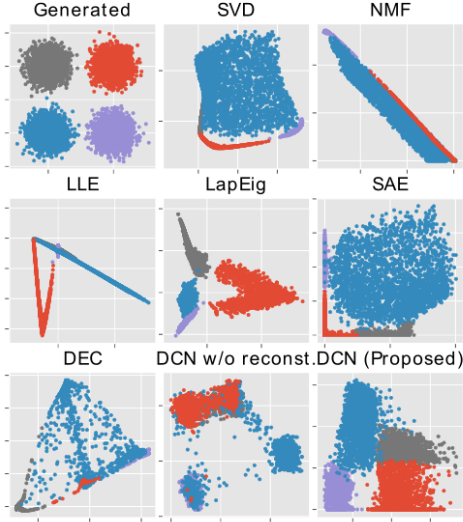 Generated SVD NMF
LLE LapEig SAE
DEC DCN w/o reconst. DCN (Proposed)